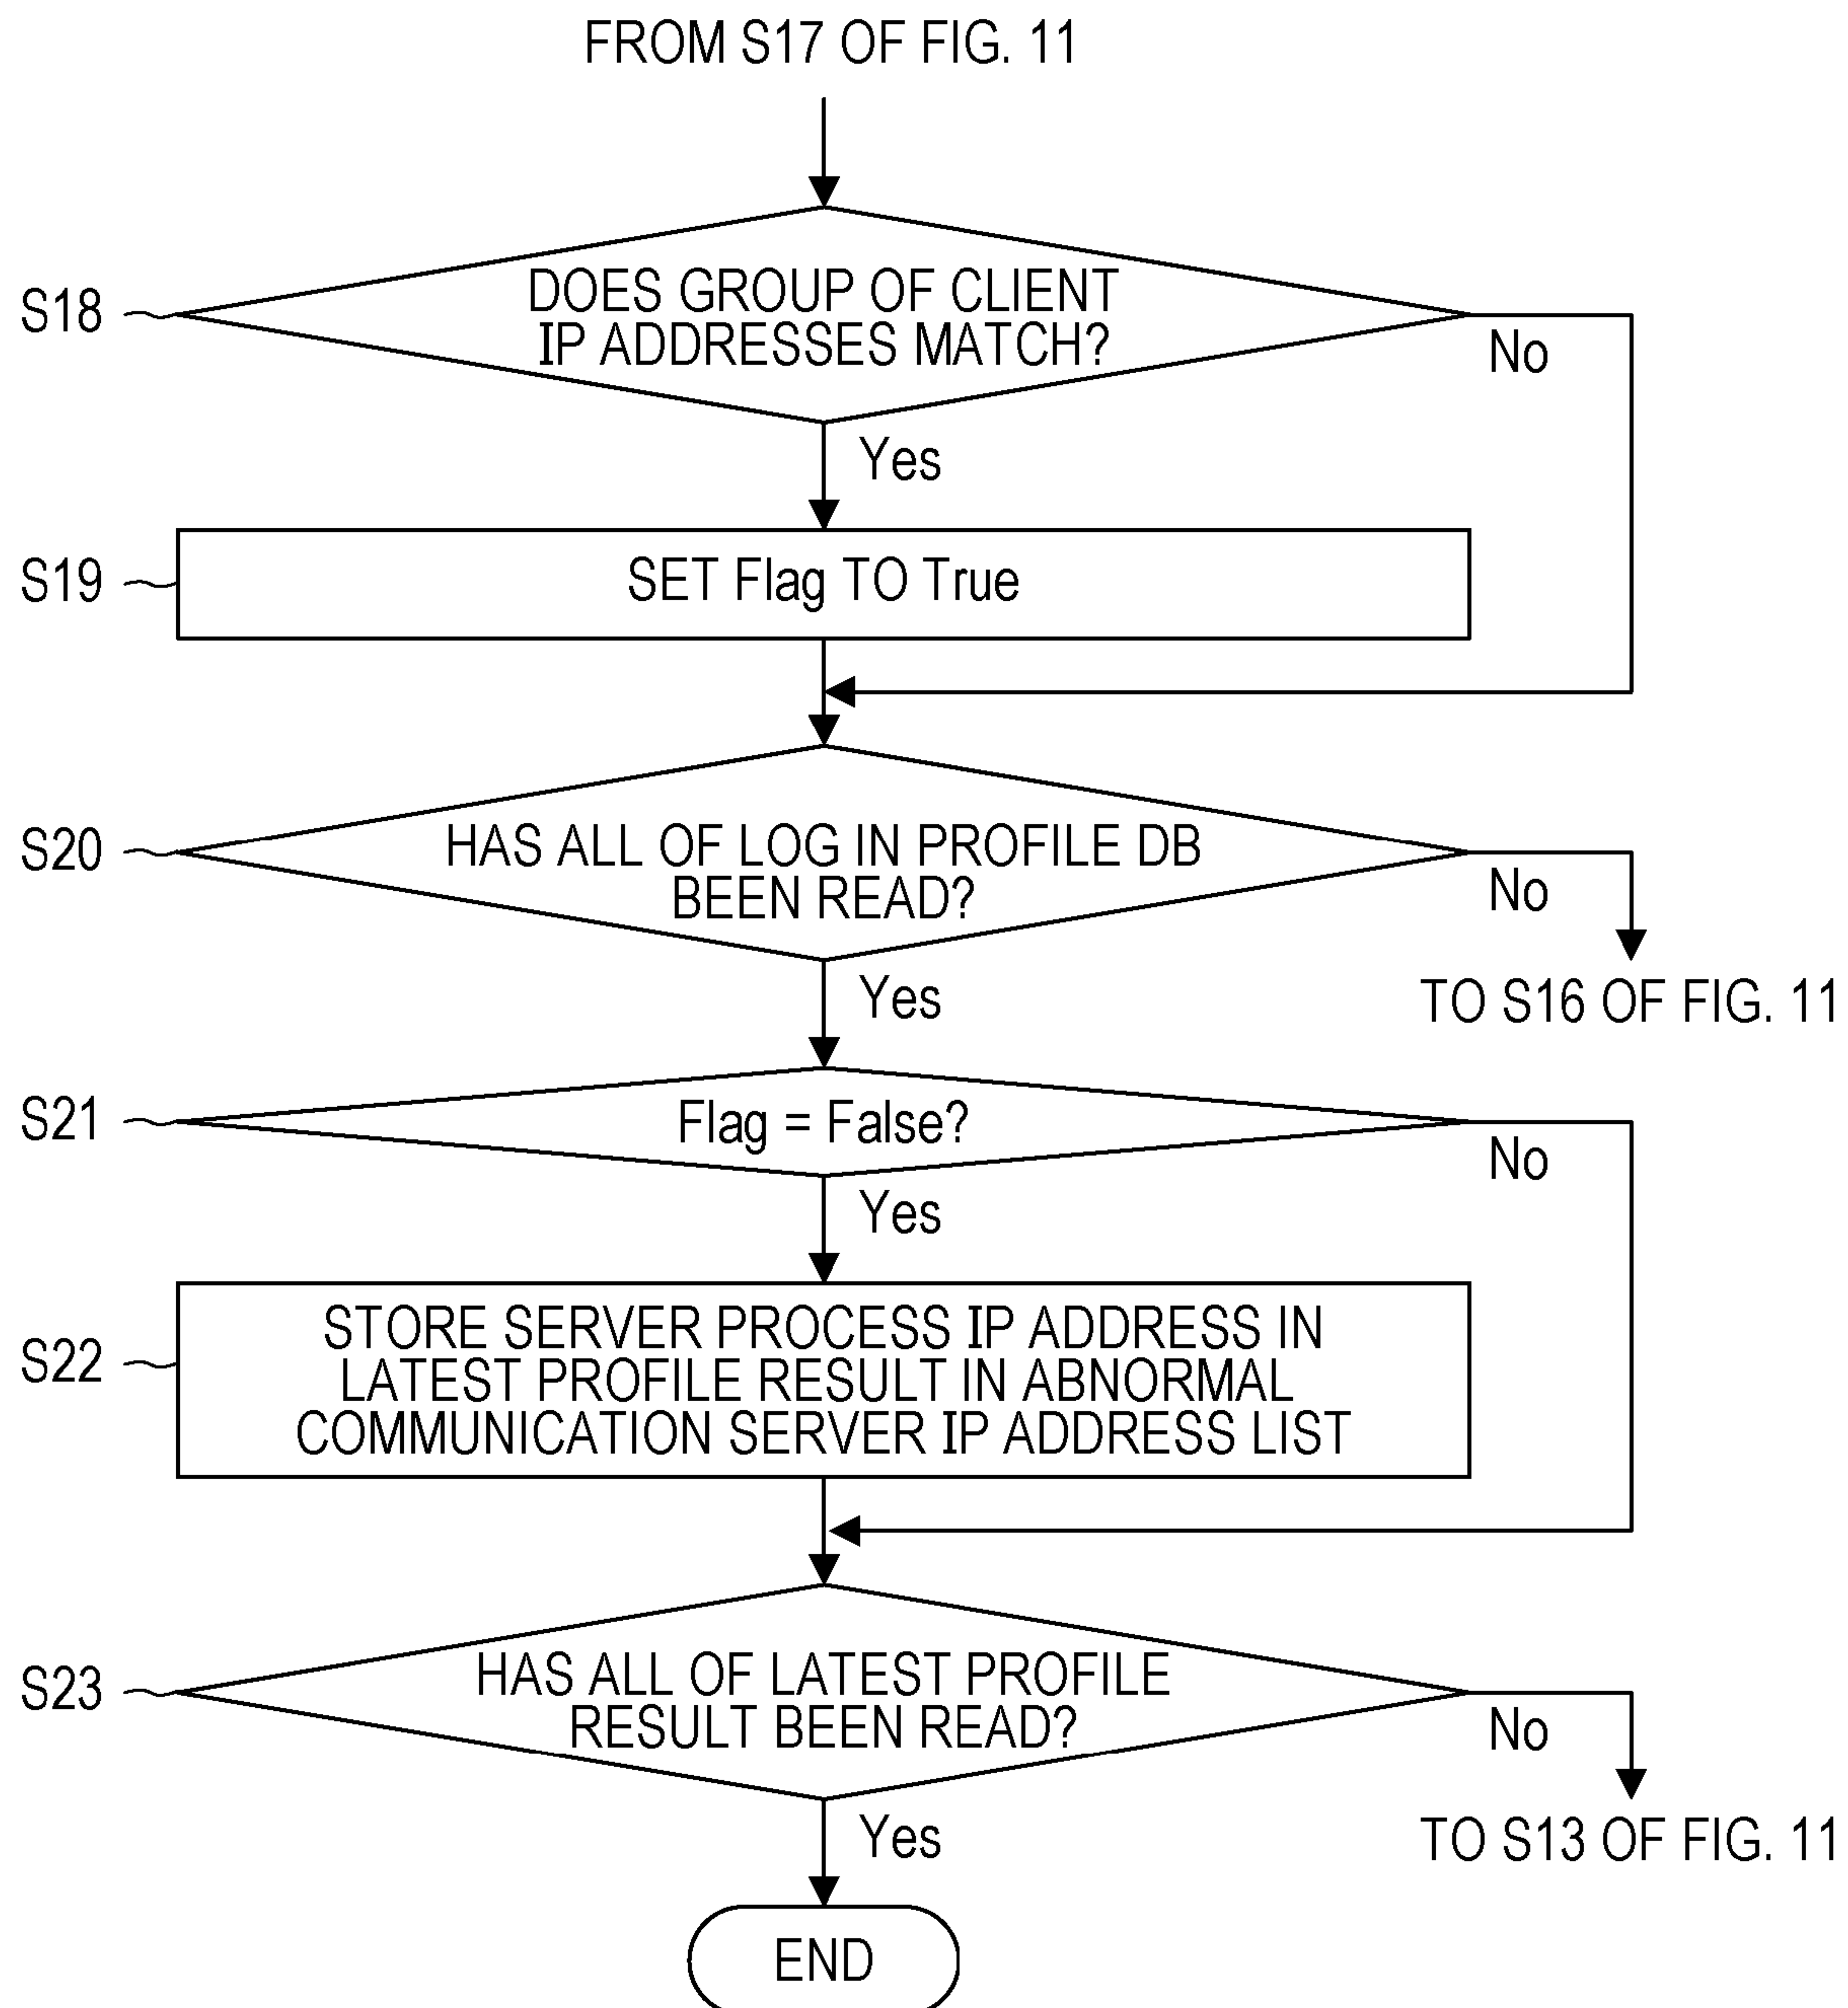 FROM S17 OF FIG. 11
S18
DOES GROUP OF CLIENT
IP ADDRESSES MATCH?
No
Yes
S19
SET Flag TO True
S20
HAS ALL OF LOG IN PROFILE DB
BEEN READ?
No
Yes
TO S16 OF FIG. 11
S21
Flag = False?
No
Yes
S22
STORE SERVER PROCESS IP ADDRESS IN
LATEST PROFILE RESULT IN ABNORMAL
COMMUNICATION SERVER IP ADDRESS LIST
S23
HAS ALL OF LATEST PROFILE
RESULT BEEN READ?
No
Yes
TO S13 OF FIG. 11
END